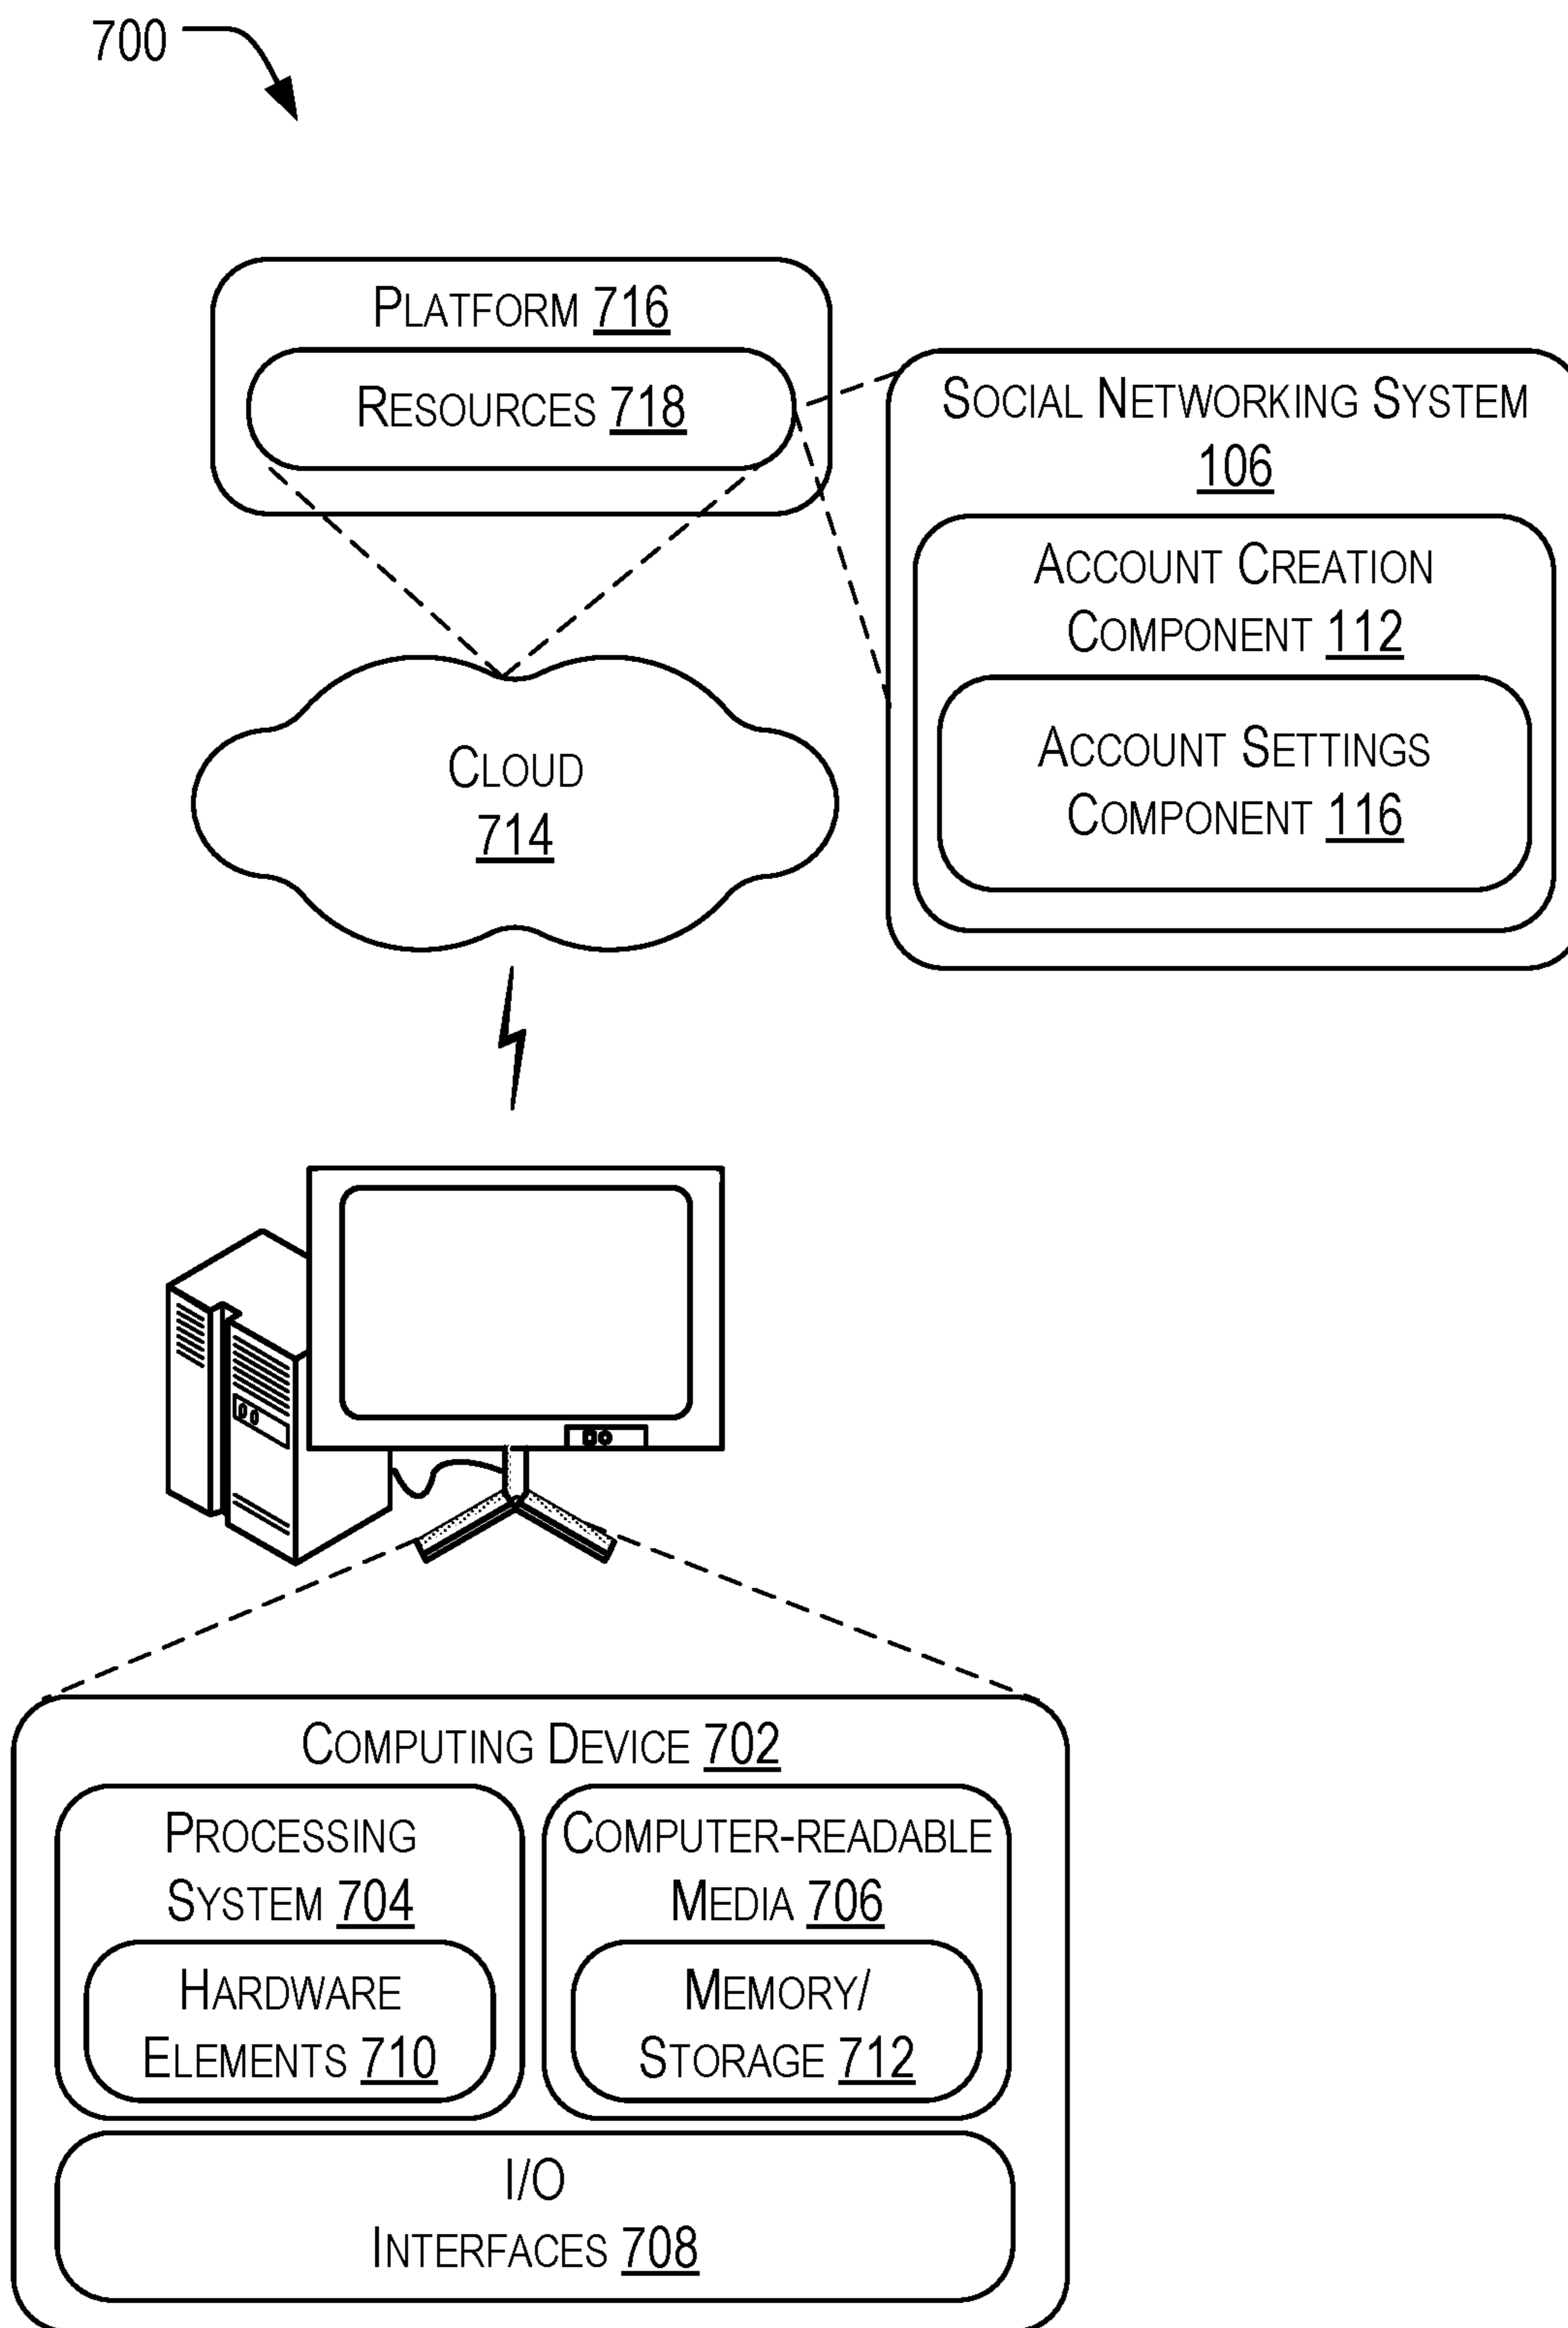 700
Platform 716
Resources 718
Social Networking System
106
Account Creation
Component 112
Account Settings
Component 116
Cloud
714
Computing Device 702
Processing
System 704
Hardware
Elements 710
Computer-readable
Media 706
Memory/
Storage 712
I/O
Interfaces 708